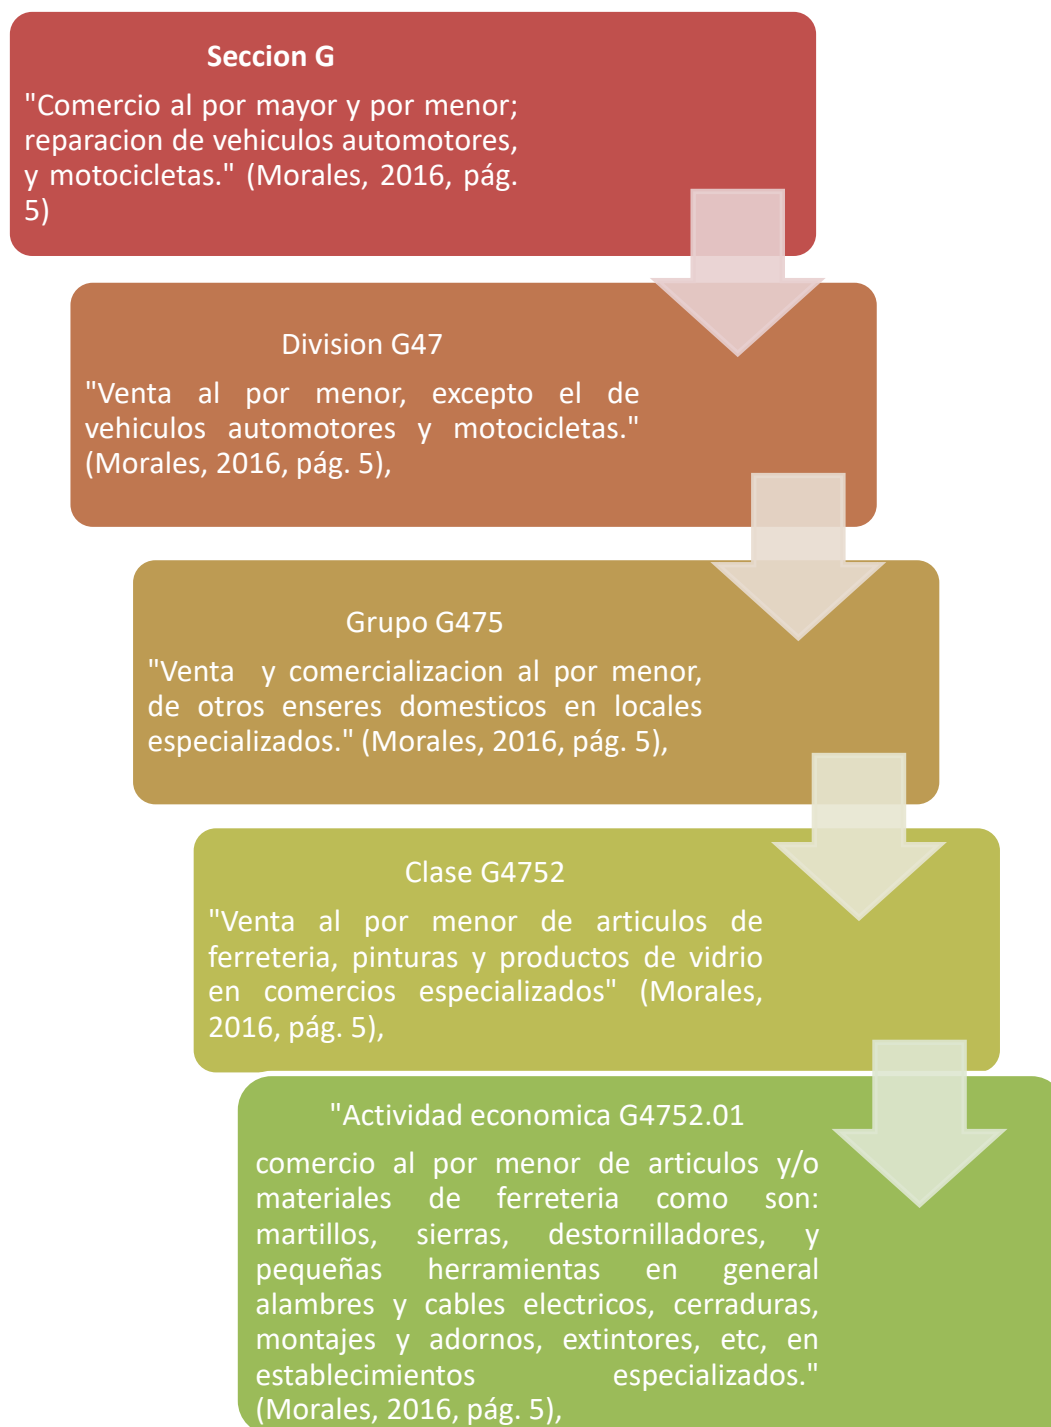 Seccion G
"Comercio al por mayor y por menor;
reparacion de vehiculos automotores,
y motocicletas." (Morales, 2016, pág.
5)
Division G47
"Venta al por menor, excepto el de
vehiculos automotores y motocicletas."
(Morales, 2016, pág. 5),
Grupo G475
"Venta y comercializacion al por menor,
de otros enseres domesticos en locales
especializados." (Morales, 2016, pág. 5),
Clase G4752
"Venta al por menor de articulos de
ferreteria, pinturas y productos de vidrio
en comercios especializados" (Morales,
2016, pág. 5),
"Actividad economica G4752.01
comercio al por menor de articulos y/o
materiales de ferreteria como son:
martillos, sierras, destornilladores, y
pequeñas herramientas en general
alambres y cables electricos, cerraduras,
montajes y adornos, extintores, etc, en
establecimientos especializados."
(Morales, 2016, pág. 5),